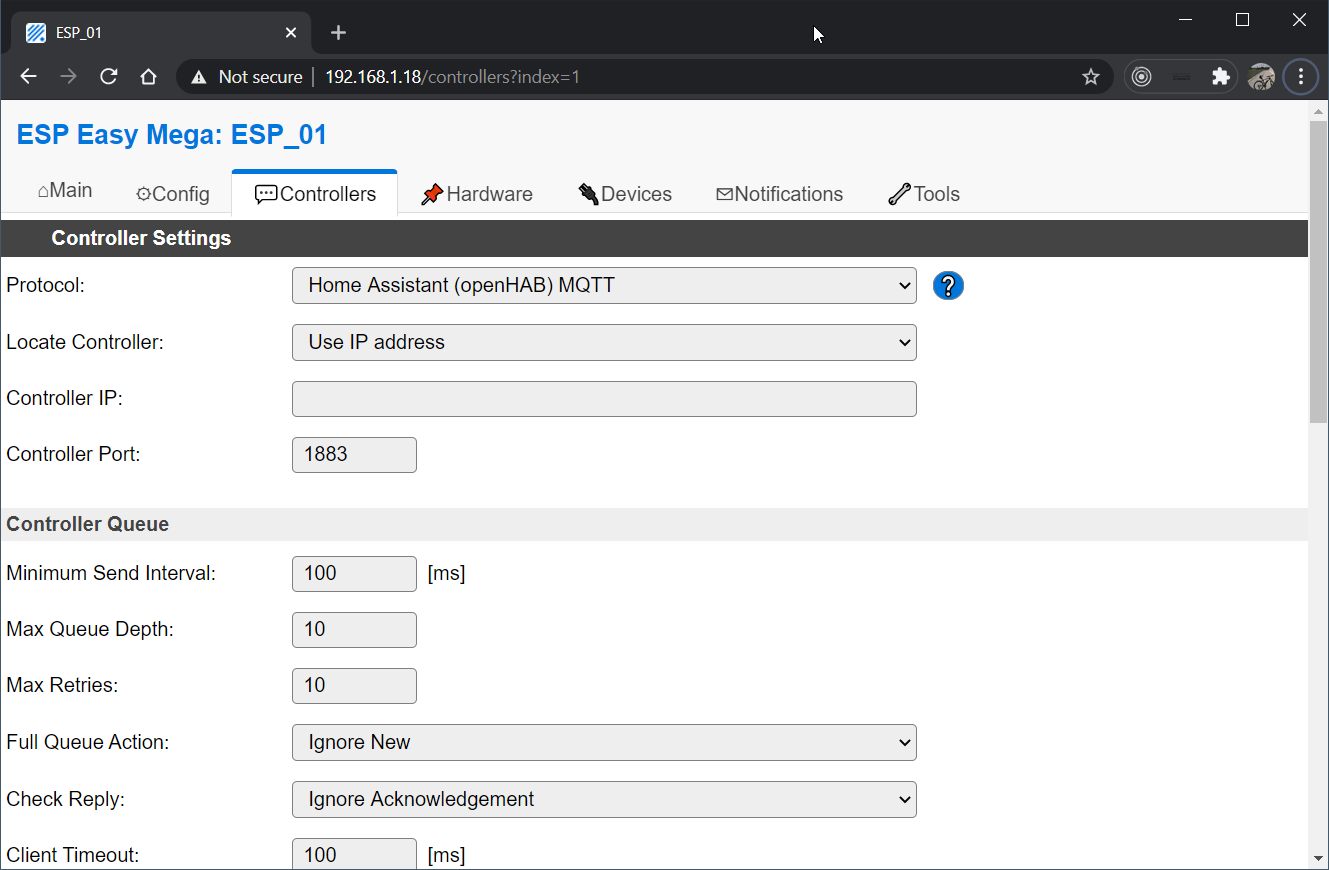 ESP_01
Not secure 192.168.1.18/controllers?index=1
ESP Easy Mega: ESP_01
Main Config Controllers Hardware Devices Notifications Tools
Controller Settings
Protocol: Home Assistant (openHAB) MQTT ?
Locate Controller: Use IP address
Controller IP:
Controller Port: 1883
Controller Queue
Minimum Send Interval: 100 [ms]
Max Queue Depth: 10
Max Retries: 10
Full Queue Action: Ignore New
Check Reply: Ignore Acknowledgement
Client Timeout: 100 [ms]